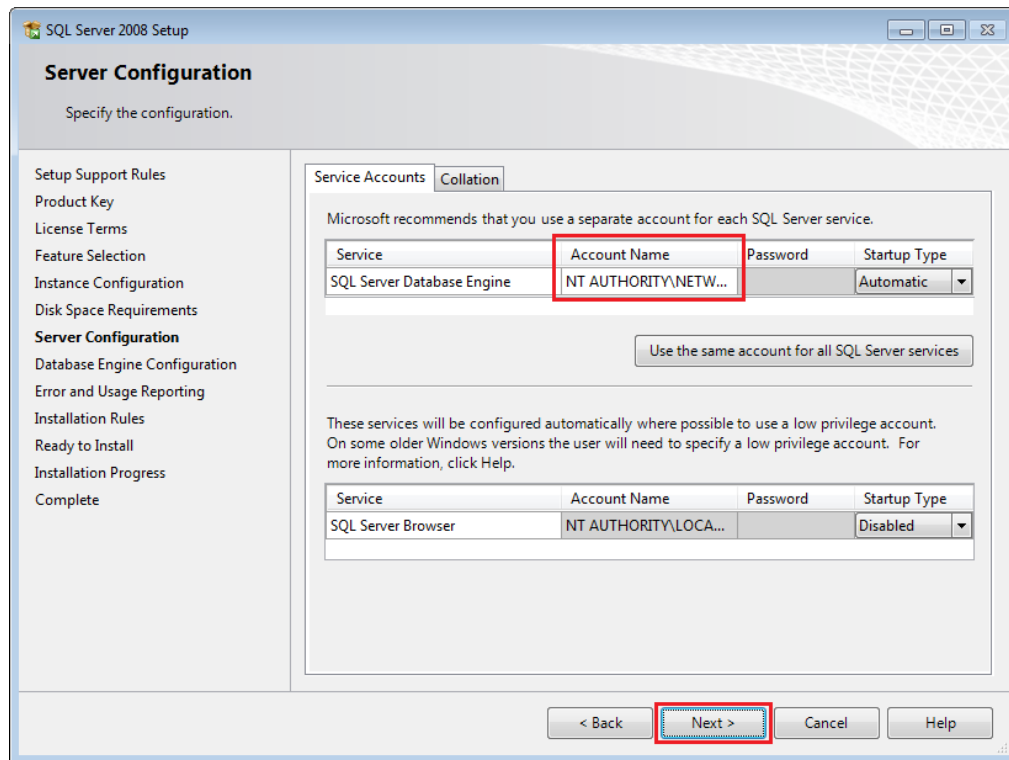 SQL Server 2008 Setup
Server Configuration
Specify the configuration.
Setup Support Rules
Product Key
License Terms
Feature Selection
Instance Configuration
Disk Space Requirements
Server Configuration
Database Engine Configuration
Error and Usage Reporting
Installation Rules
Ready to Install
Installation Progress
Complete
Service Accounts Collation
Microsoft recommends that you use a separate account for each SQL Server service.
Service Account Name Password Startup Type
SQL Server Database Engine NT AUTHORITY\NETW... Automatic
Use the same account for all SQL Server services
These services will be configured automatically where possible to use a low privilege account.
On some older Windows versions the user will need to specify a low privilege account. For
more information, click Help.
Service Account Name Password Startup Type
SQL Server Browser NT AUTHORITY\LOCA... Disabled
< Back Next > Cancel Help